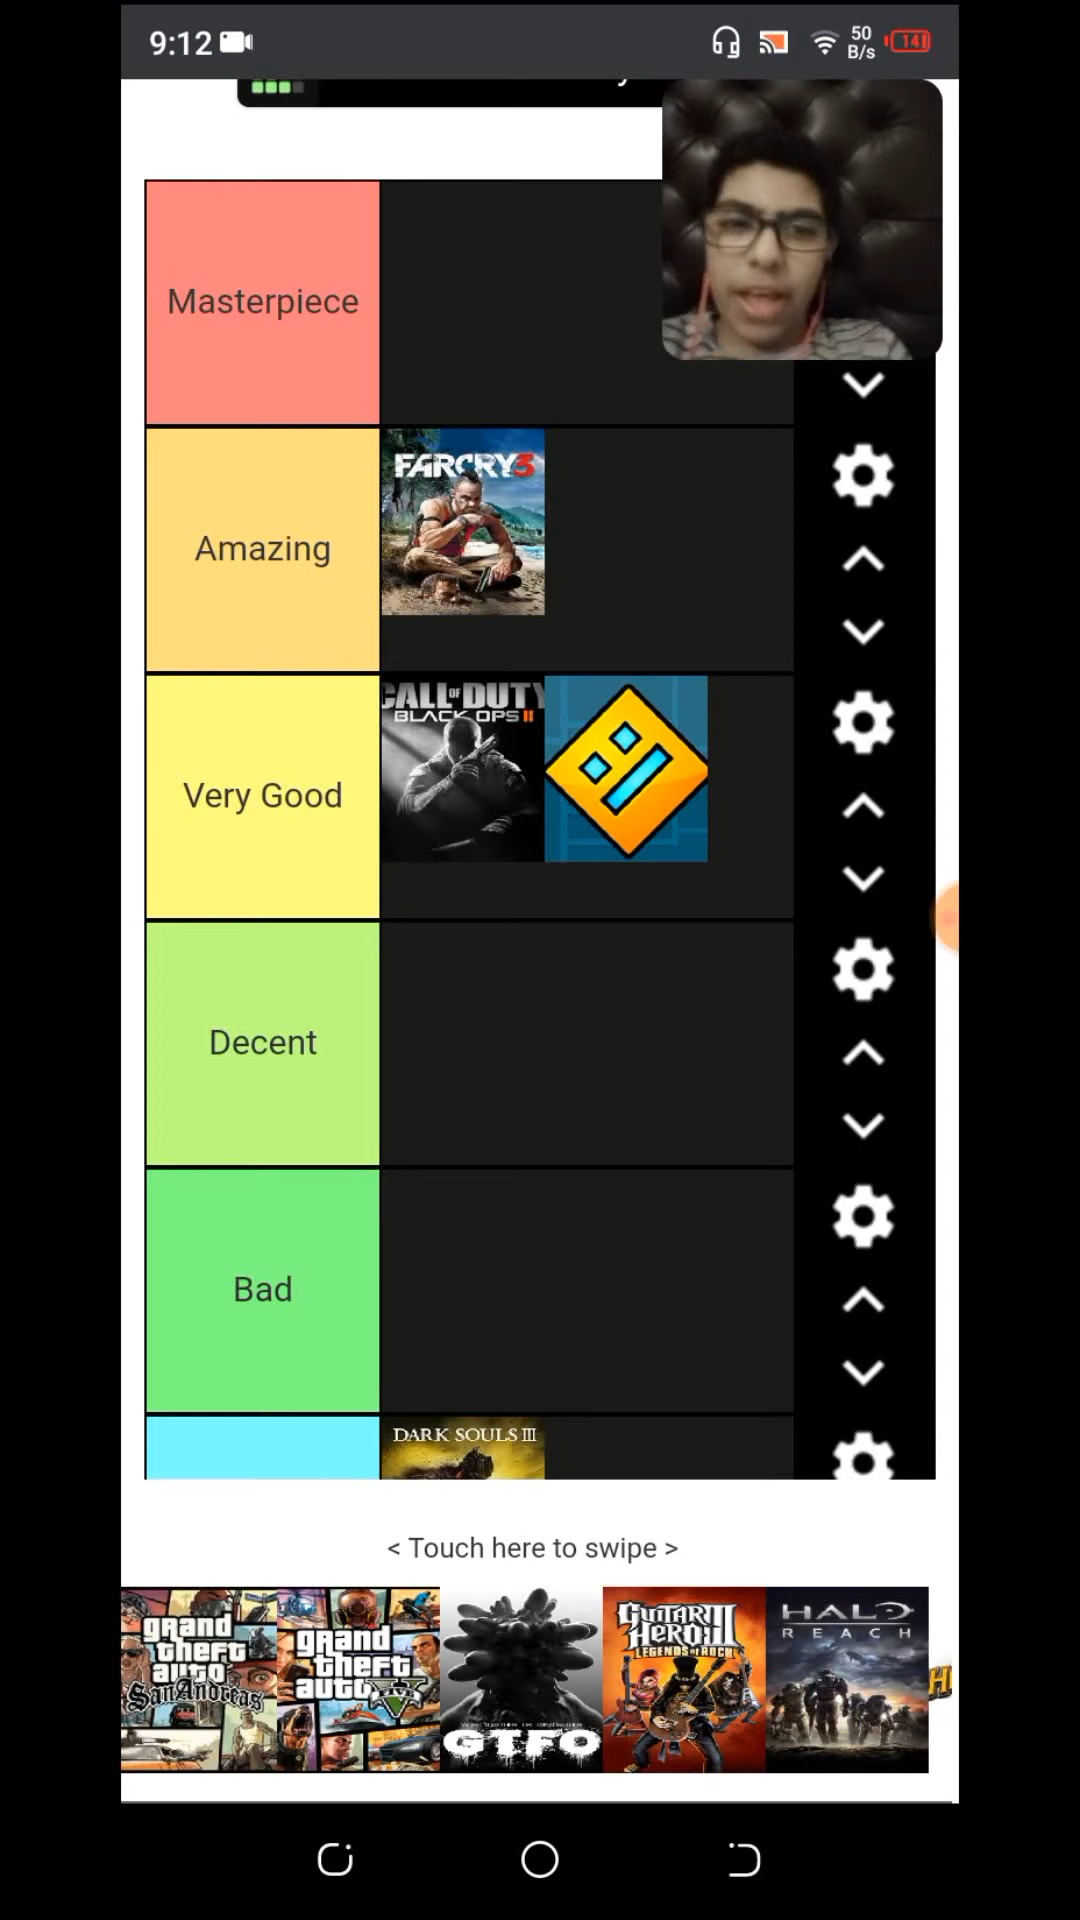 9:12
50
B/s
14
Masterpiece
FARCRY3
Amazing
CALL OF DUTY
BLACK OPS II
Very Good
Decent
Bad
DARK SOULS III
< Touch here to swipe >
grand
theft
auto
San Andreas
grand
theft
auto
V
GTFO
GUITAR III
HERO
LEGENDS of ROCK
HALO
REACH